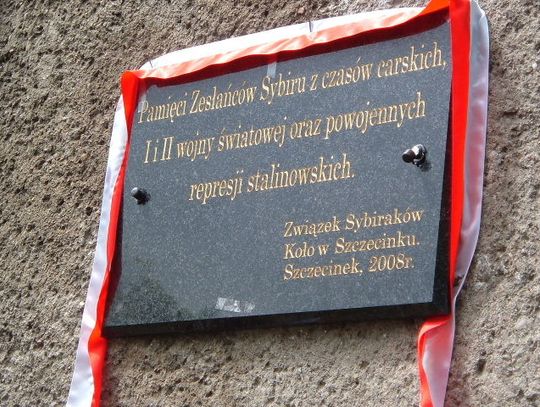 Pamięci Zesłańców Sybiru z czasów carskich,
I i II wojny światowej oraz powojennych
represji stalinowskich.
Związek Sybiraków
Koło w Szczecinku.
Szczecinek, 2008r.